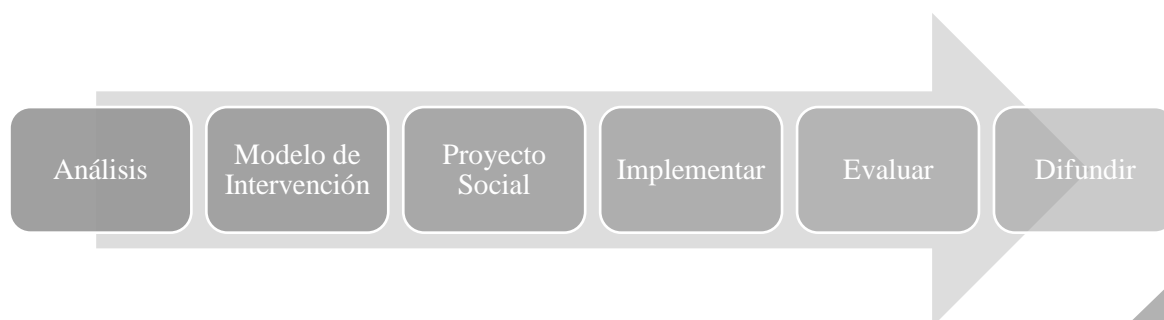 Análisis
Modelo de
Intervención
Proyecto
Social
Implementar
Evaluar
Difundir